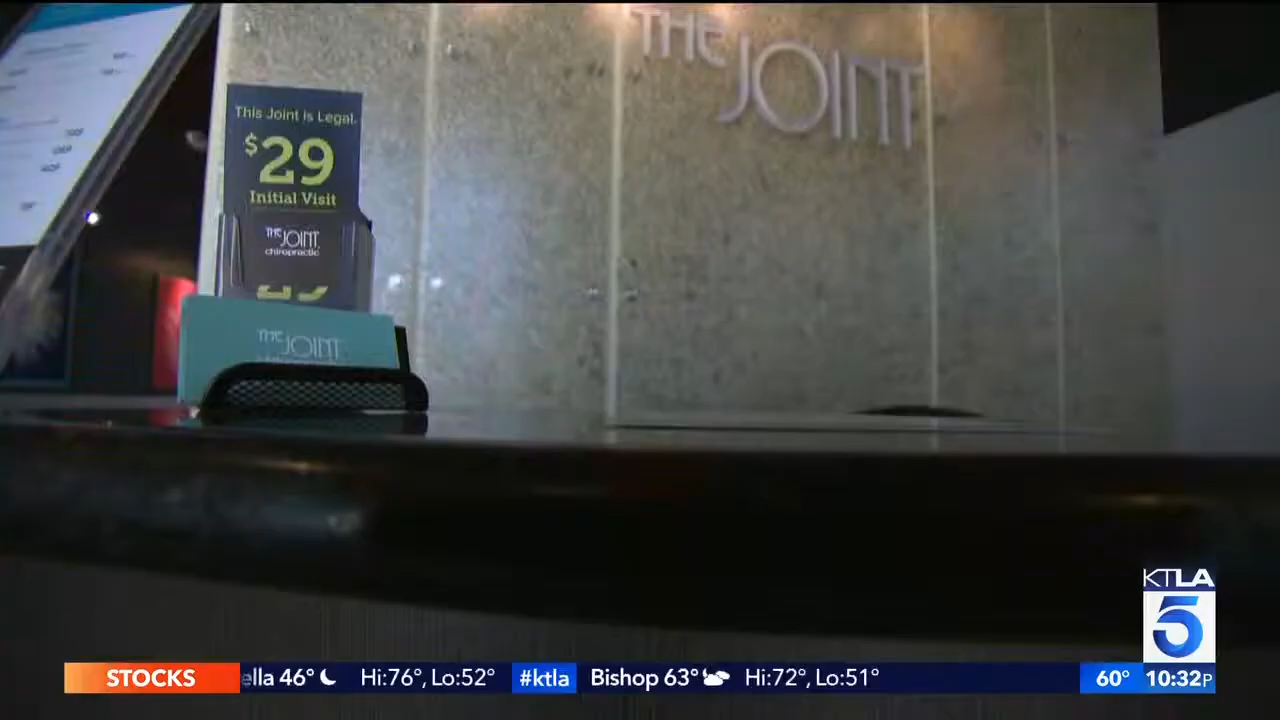 THE
JOINT
This Joint is Legal.
$29
Initial Visit
THE JOINT
chiropractic
THE JOINT
KTLA
5
STOCKS
ella 46° Hi:76°, Lo:52° #ktla Bishop 63° Hi:72°, Lo:51° 60° 10:32P